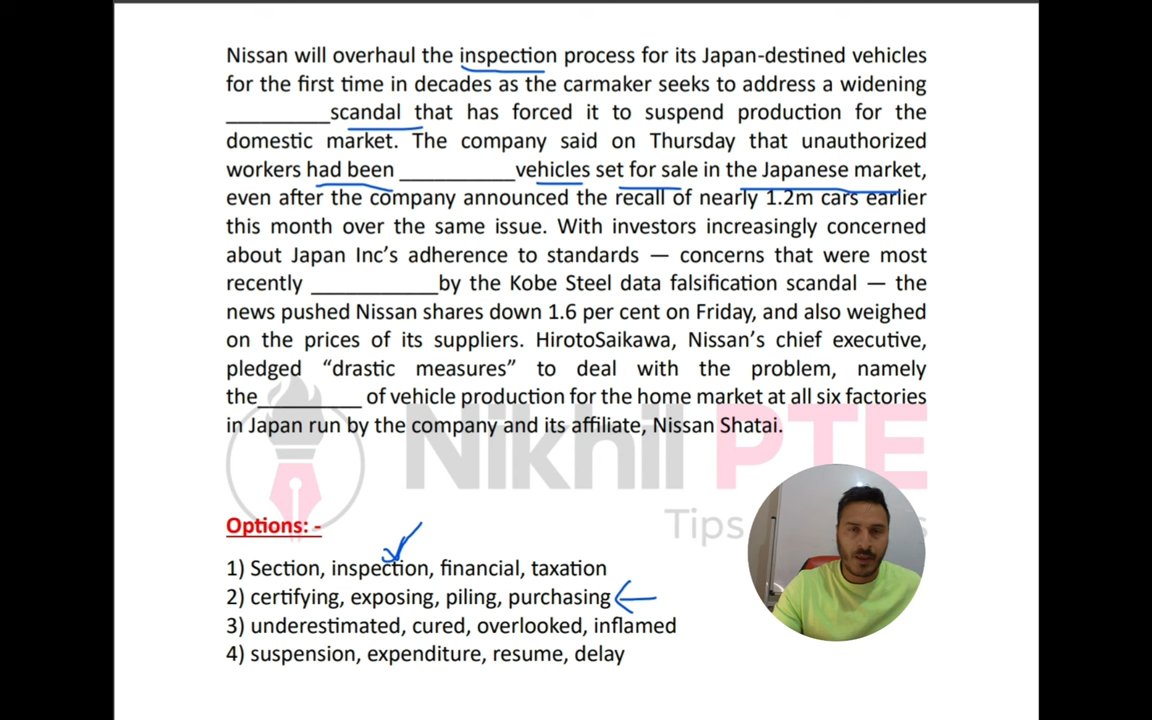 Nissan will overhaul the inspection process for its Japan-destined vehicles
for the first time in decades as the carmaker seeks to address a widening
_________scandal that has forced it to suspend production for the
domestic market. The company said on Thursday that unauthorized
workers had been __________vehicles set for sale in the Japanese market,
even after the company announced the recall of nearly 1.2m cars earlier
this month over the same issue. With investors increasingly concerned
about Japan Inc’s adherence to standards — concerns that were most
recently ___________by the Kobe Steel data falsification scandal — the
news pushed Nissan shares down 1.6 per cent on Friday, and also weighed
on the prices of its suppliers. HirotoSaikawa, Nissan’s chief executive,
pledged “drastic measures” to deal with the problem, namely
the_________ of vehicle production for the home market at all six factories
in Japan run by the company and its affiliate, Nissan Shatai.
Nikhil PTE
Tips
Options: -
1) Section, inspection, financial, taxation
2) certifying, exposing, piling, purchasing
3) underestimated, cured, overlooked, inflamed
4) suspension, expenditure, resume, delay